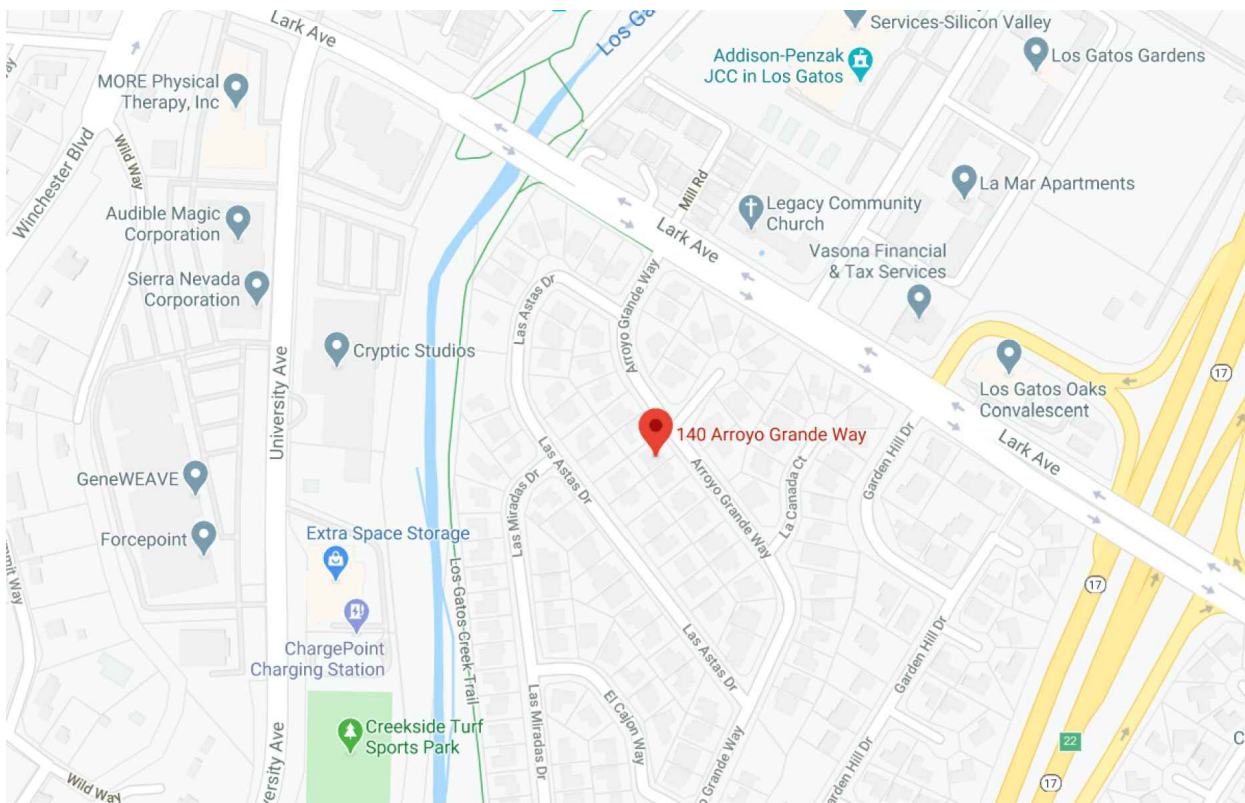 Lark Ave
Los Ga
Services-Silicon Valley
Addison-Penzak
JCC in Los Gatos
Los Gatos Gardens
MORE Physical
Therapy, Inc
Winchester Blvd
Wild Way
Mill Rd
La Mar Apartments
Legacy Community
Church
Audible Magic
Corporation
Lark Ave
Vasona Financial
& Tax Services
Sierra Nevada
Corporation
Las Astas Dr
Arroyo Grande Way
Cryptic Studios
University Ave
17
Los Gatos Oaks
Convalescent
140 Arroyo Grande Way
Garden Hill Dr
Lark Ave
Las Astas Dr
La Canada Ct
GeneWEAVE
Las Miradas Dr
Arroyo Grande Way
Forcepoint
Extra Space Storage
Los Gatos Creek Trail
mmit Way
17
ChargePoint
Charging Station
Las Astas Dr
Garden Hill Dr
El Cajon Way
Las Miradas Dr
Creekside Turf
Sports Park
Garden Hill Dr
o Grande Way
22
C
Wild Way
versity Ave
17